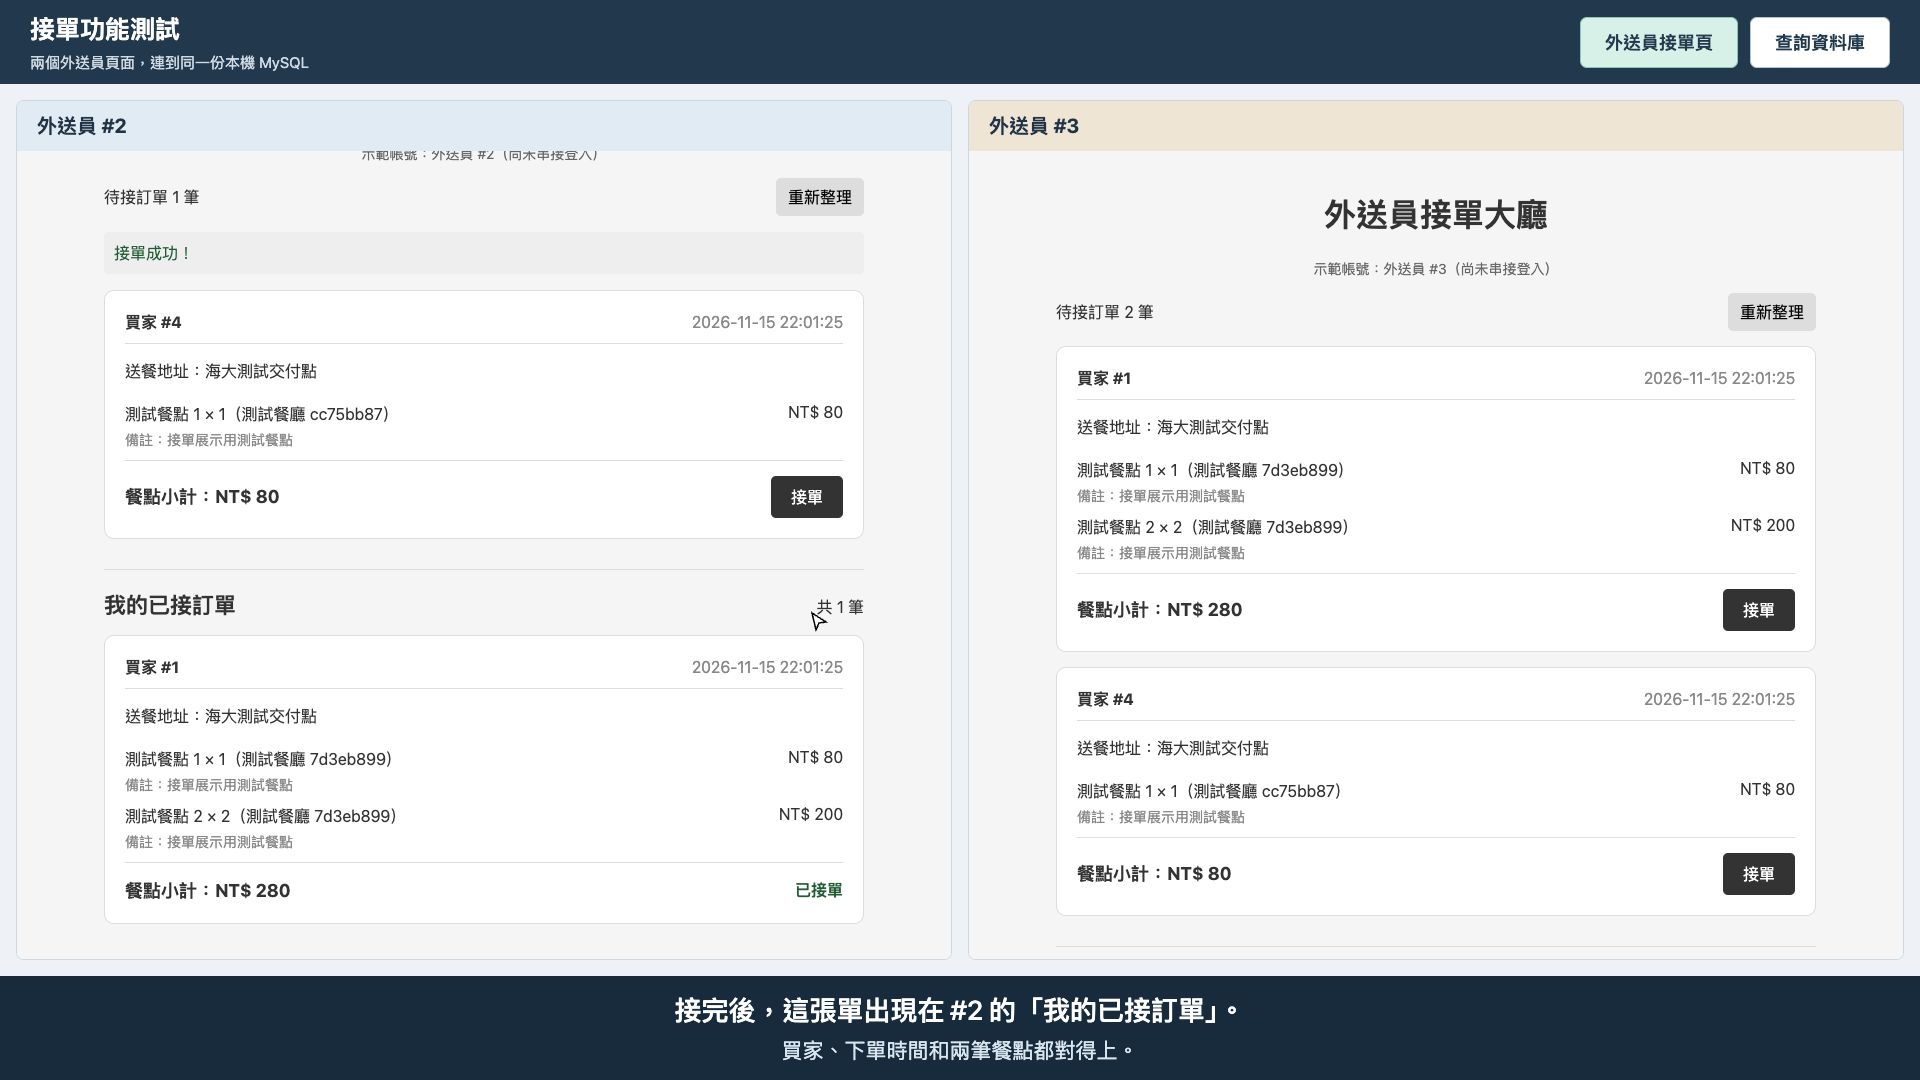 接單功能測試
兩個外送員頁面，連到同一份本機 MySQL
外送員接單頁
查詢資料庫
外送員 #2
示範帳號：外送員 #2（尚未串接登入）
待接訂單 1 筆
重新整理
接單成功！
買家 #4
2026-11-15 22:01:25
送餐地址：海大測試交付點
測試餐點 1 × 1（測試餐廳 cc75bb87）
NT$ 80
備註：接單展示用測試餐點
餐點小計：NT$ 80
接單
我的已接訂單
共 1 筆
買家 #1
2026-11-15 22:01:25
送餐地址：海大測試交付點
測試餐點 1 × 1（測試餐廳 7d3eb899）
NT$ 80
備註：接單展示用測試餐點
測試餐點 2 × 2（測試餐廳 7d3eb899）
NT$ 200
備註：接單展示用測試餐點
餐點小計：NT$ 280
已接單
外送員 #3
外送員接單大廳
示範帳號：外送員 #3（尚未串接登入）
待接訂單 2 筆
重新整理
買家 #1
2026-11-15 22:01:25
送餐地址：海大測試交付點
測試餐點 1 × 1（測試餐廳 7d3eb899）
NT$ 80
備註：接單展示用測試餐點
測試餐點 2 × 2（測試餐廳 7d3eb899）
NT$ 200
備註：接單展示用測試餐點
餐點小計：NT$ 280
接單
買家 #4
2026-11-15 22:01:25
送餐地址：海大測試交付點
測試餐點 1 × 1（測試餐廳 cc75bb87）
NT$ 80
備註：接單展示用測試餐點
餐點小計：NT$ 80
接單
接完後，這張單出現在 #2 的「我的已接訂單」。
買家、下單時間和兩筆餐點都對得上。